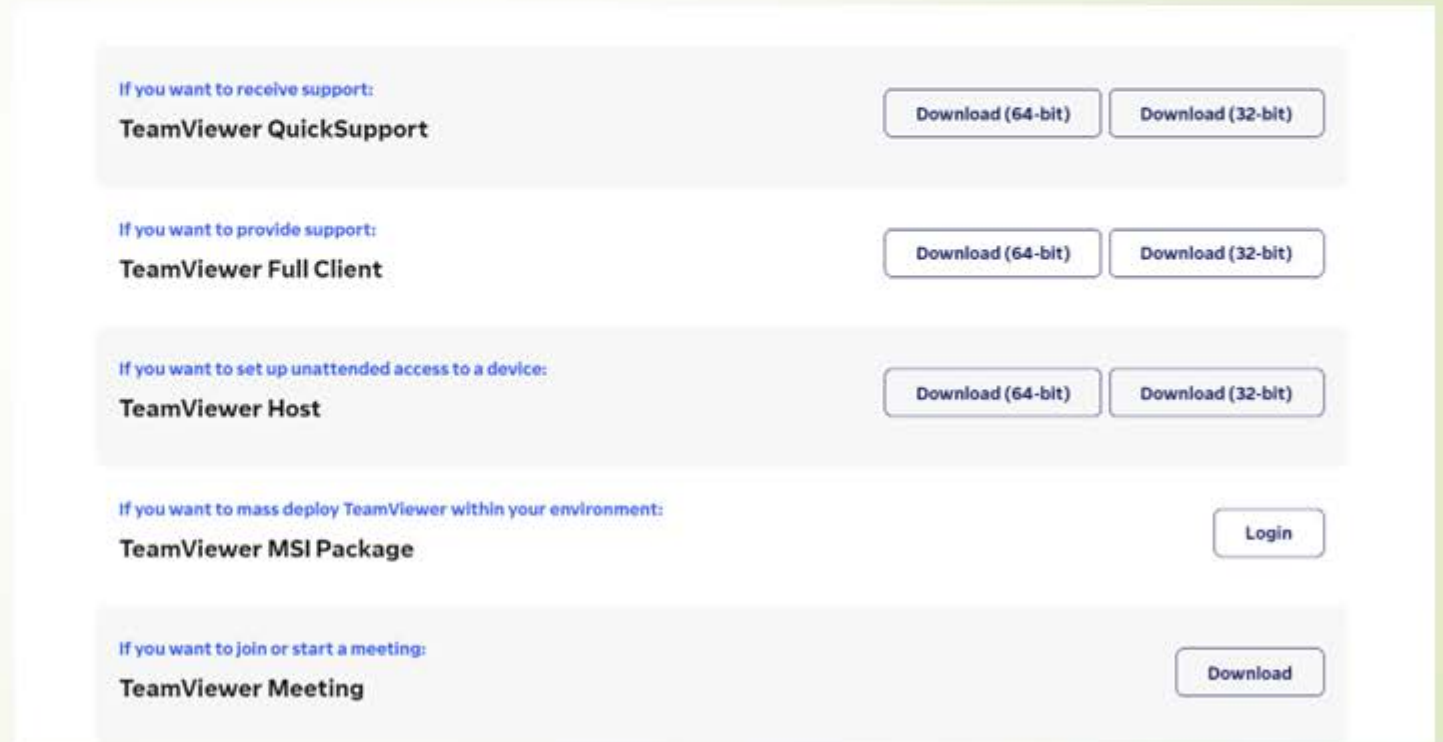 If you want to receive support:
TeamViewer QuickSupport
Download (64-bit)
Download (32-bit)
If you want to provide support:
TeamViewer Full Client
Download (64-bit)
Download (32-bit)
If you want to set up unattended access to a device:
TeamViewer Host
Download (64-bit)
Download (32-bit)
If you want to mass deploy TeamViewer within your environment:
TeamViewer MSI Package
Login
If you want to join or start a meeting:
TeamViewer Meeting
Download